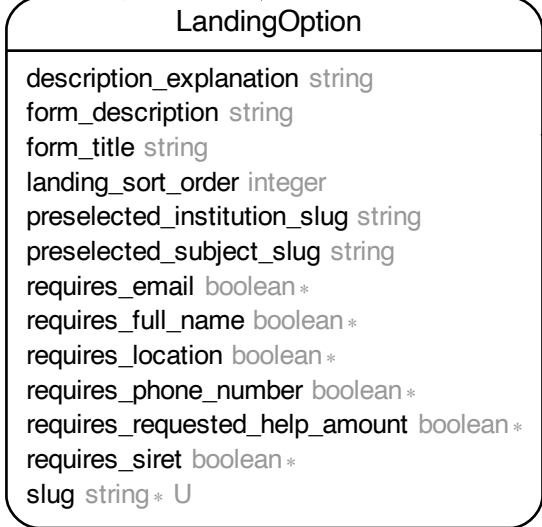 LandingOption
description_explanation string
form_description string
form_title string
landing_sort_order integer
preselected_institution_slug string
preselected_subject_slug string
requires_email boolean ∗
requires_full_name boolean ∗
requires_location boolean ∗
requires_phone_number boolean ∗
requires_requested_help_amount boolean ∗
requires_siret boolean ∗
slug string ∗ U